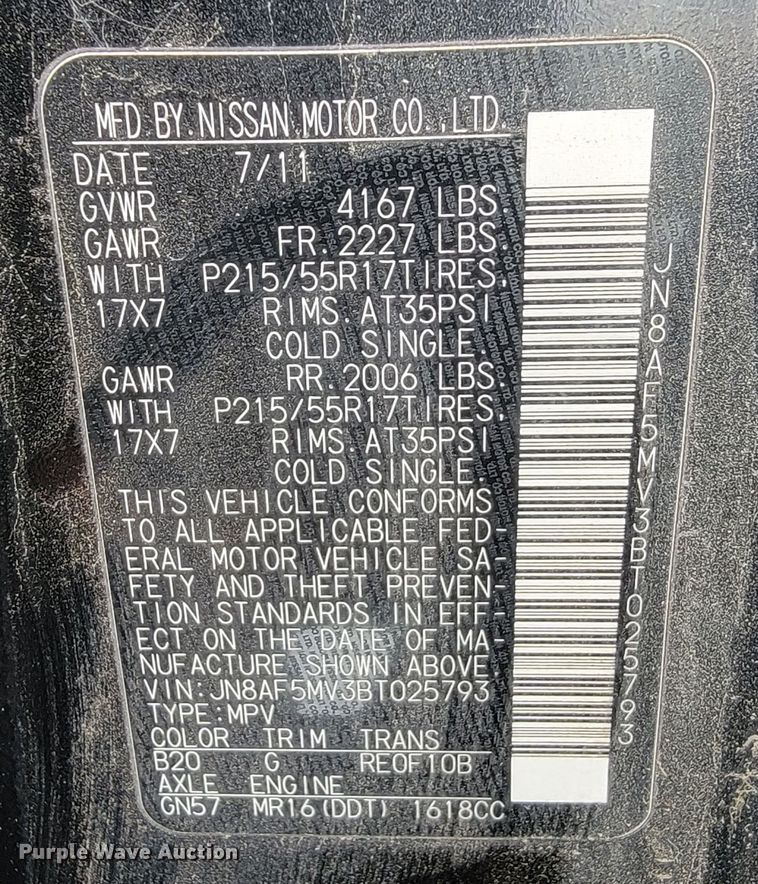 MFD.BY.NISSAN.MOTOR CO.,LTD.
DATE 7/11
GVWR 4167 LBS.
GAWR FR.2227 LBS.
WITH P215/55R17TIRES.
17X7 RIMS.AT35PSI
COLD SINGLE.
GAWR RR.2006 LBS.
WITH P215/55R17TIRES.
17X7 RIMS.AT35PSI
COLD SINGLE.
THIS VEHICLE CONFORMS
TO ALL APPLICABLE FED-
ERAL MOTOR VEHICLE SA-
FETY AND THEFT PREVEN-
TION STANDARDS IN EFF-
ECT ON THE DATE OF MA-
NUFACTURE SHOWN ABOVE.
VIN:JN8AF5MV3BT025793
TYPE:MPV
COLOR TRIM TRANS
B20 G RE0F10B
AXLE ENGINE
GN57 MR16(DDT) 1618CC
JN8AF5MV3BT025793
Purple Wave Auction